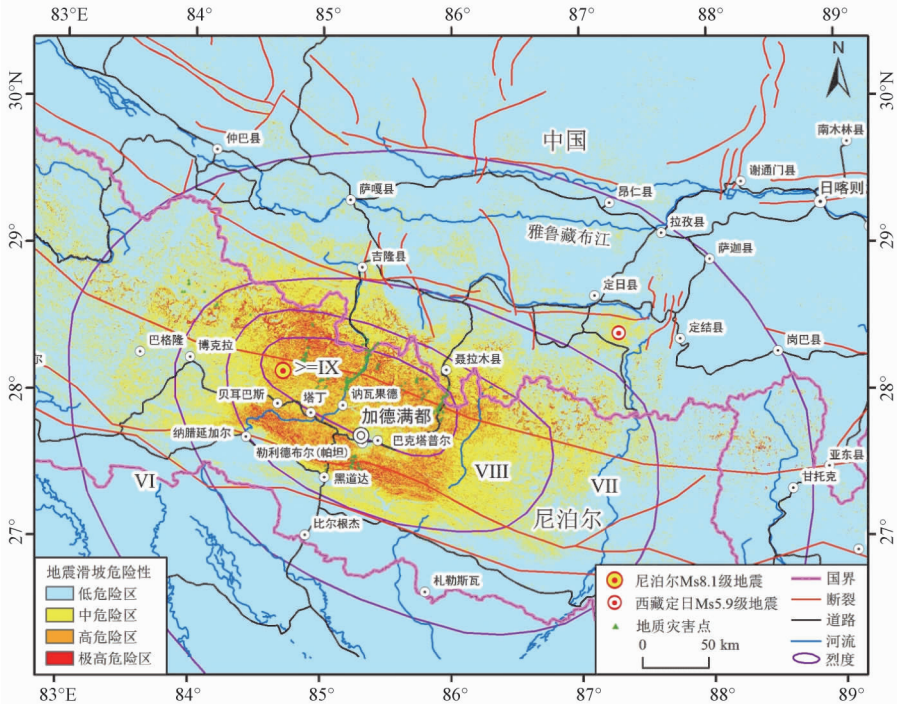 83°E 84° 85° 86° 87° 88° 89°
N
30°N
30°N
仲巴县
中国
南木林县
萨嘎县
谢通门县
昂仁县
日喀则
29°
29°
拉孜县
雅鲁藏布江
萨迦县
吉隆县
定日县
定结县
巴格隆
博克拉
岗巴县
尔
聂拉木县
>=IX
28°
28°
贝耳巴斯
塔丁
讷瓦果德
加德满都
纳腊延加尔
巴克塔普尔
勒利德布尔(帕坦)
亚东县
VI
黑道达
VIII
VII
甘托克
尼泊尔
27°
27°
比尔根杰
札勒斯瓦
地震滑坡危险性
低危险区
中危险区
高危险区
极高危险区
尼泊尔Ms8.1级地震
西藏定日Ms5.9级地震
地质灾害点
0 50 km
国界
断裂
道路
河流
烈度
83°E 84° 85° 86° 87° 88° 89°